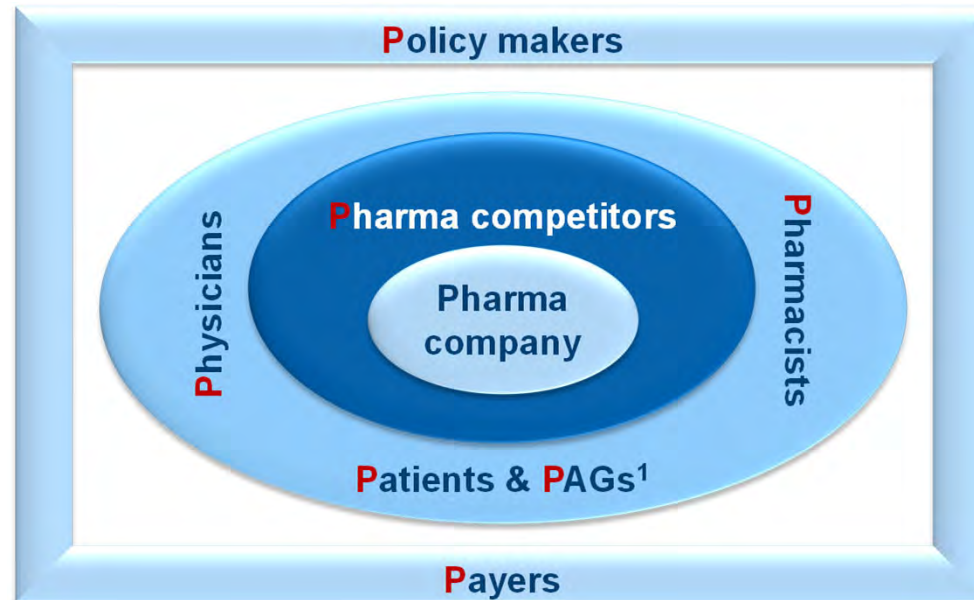 Policy makers
Physicians
Pharma competitors
Pharma
company
Pharmacists
Patients & PAGs¹
Payers